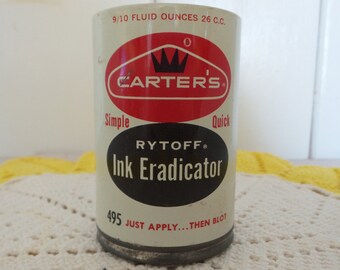 9/10 FLUID OUNCES 26 C.C.
CARTER'S®
Simple Quick
RYTOFF®
Ink Eradicator
495 JUST APPLY...THEN BLOT